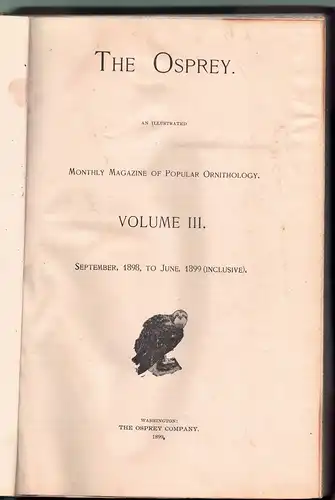 THE OSPREY.
AN ILLUSTRATED
MONTHLY MAGAZINE OF POPULAR ORNITHOLOGY.
VOLUME III.
SEPTEMBER, 1898, TO JUNE, 1899 (INCLUSIVE).
WASHINGTON:
THE OSPREY COMPANY.
1899.